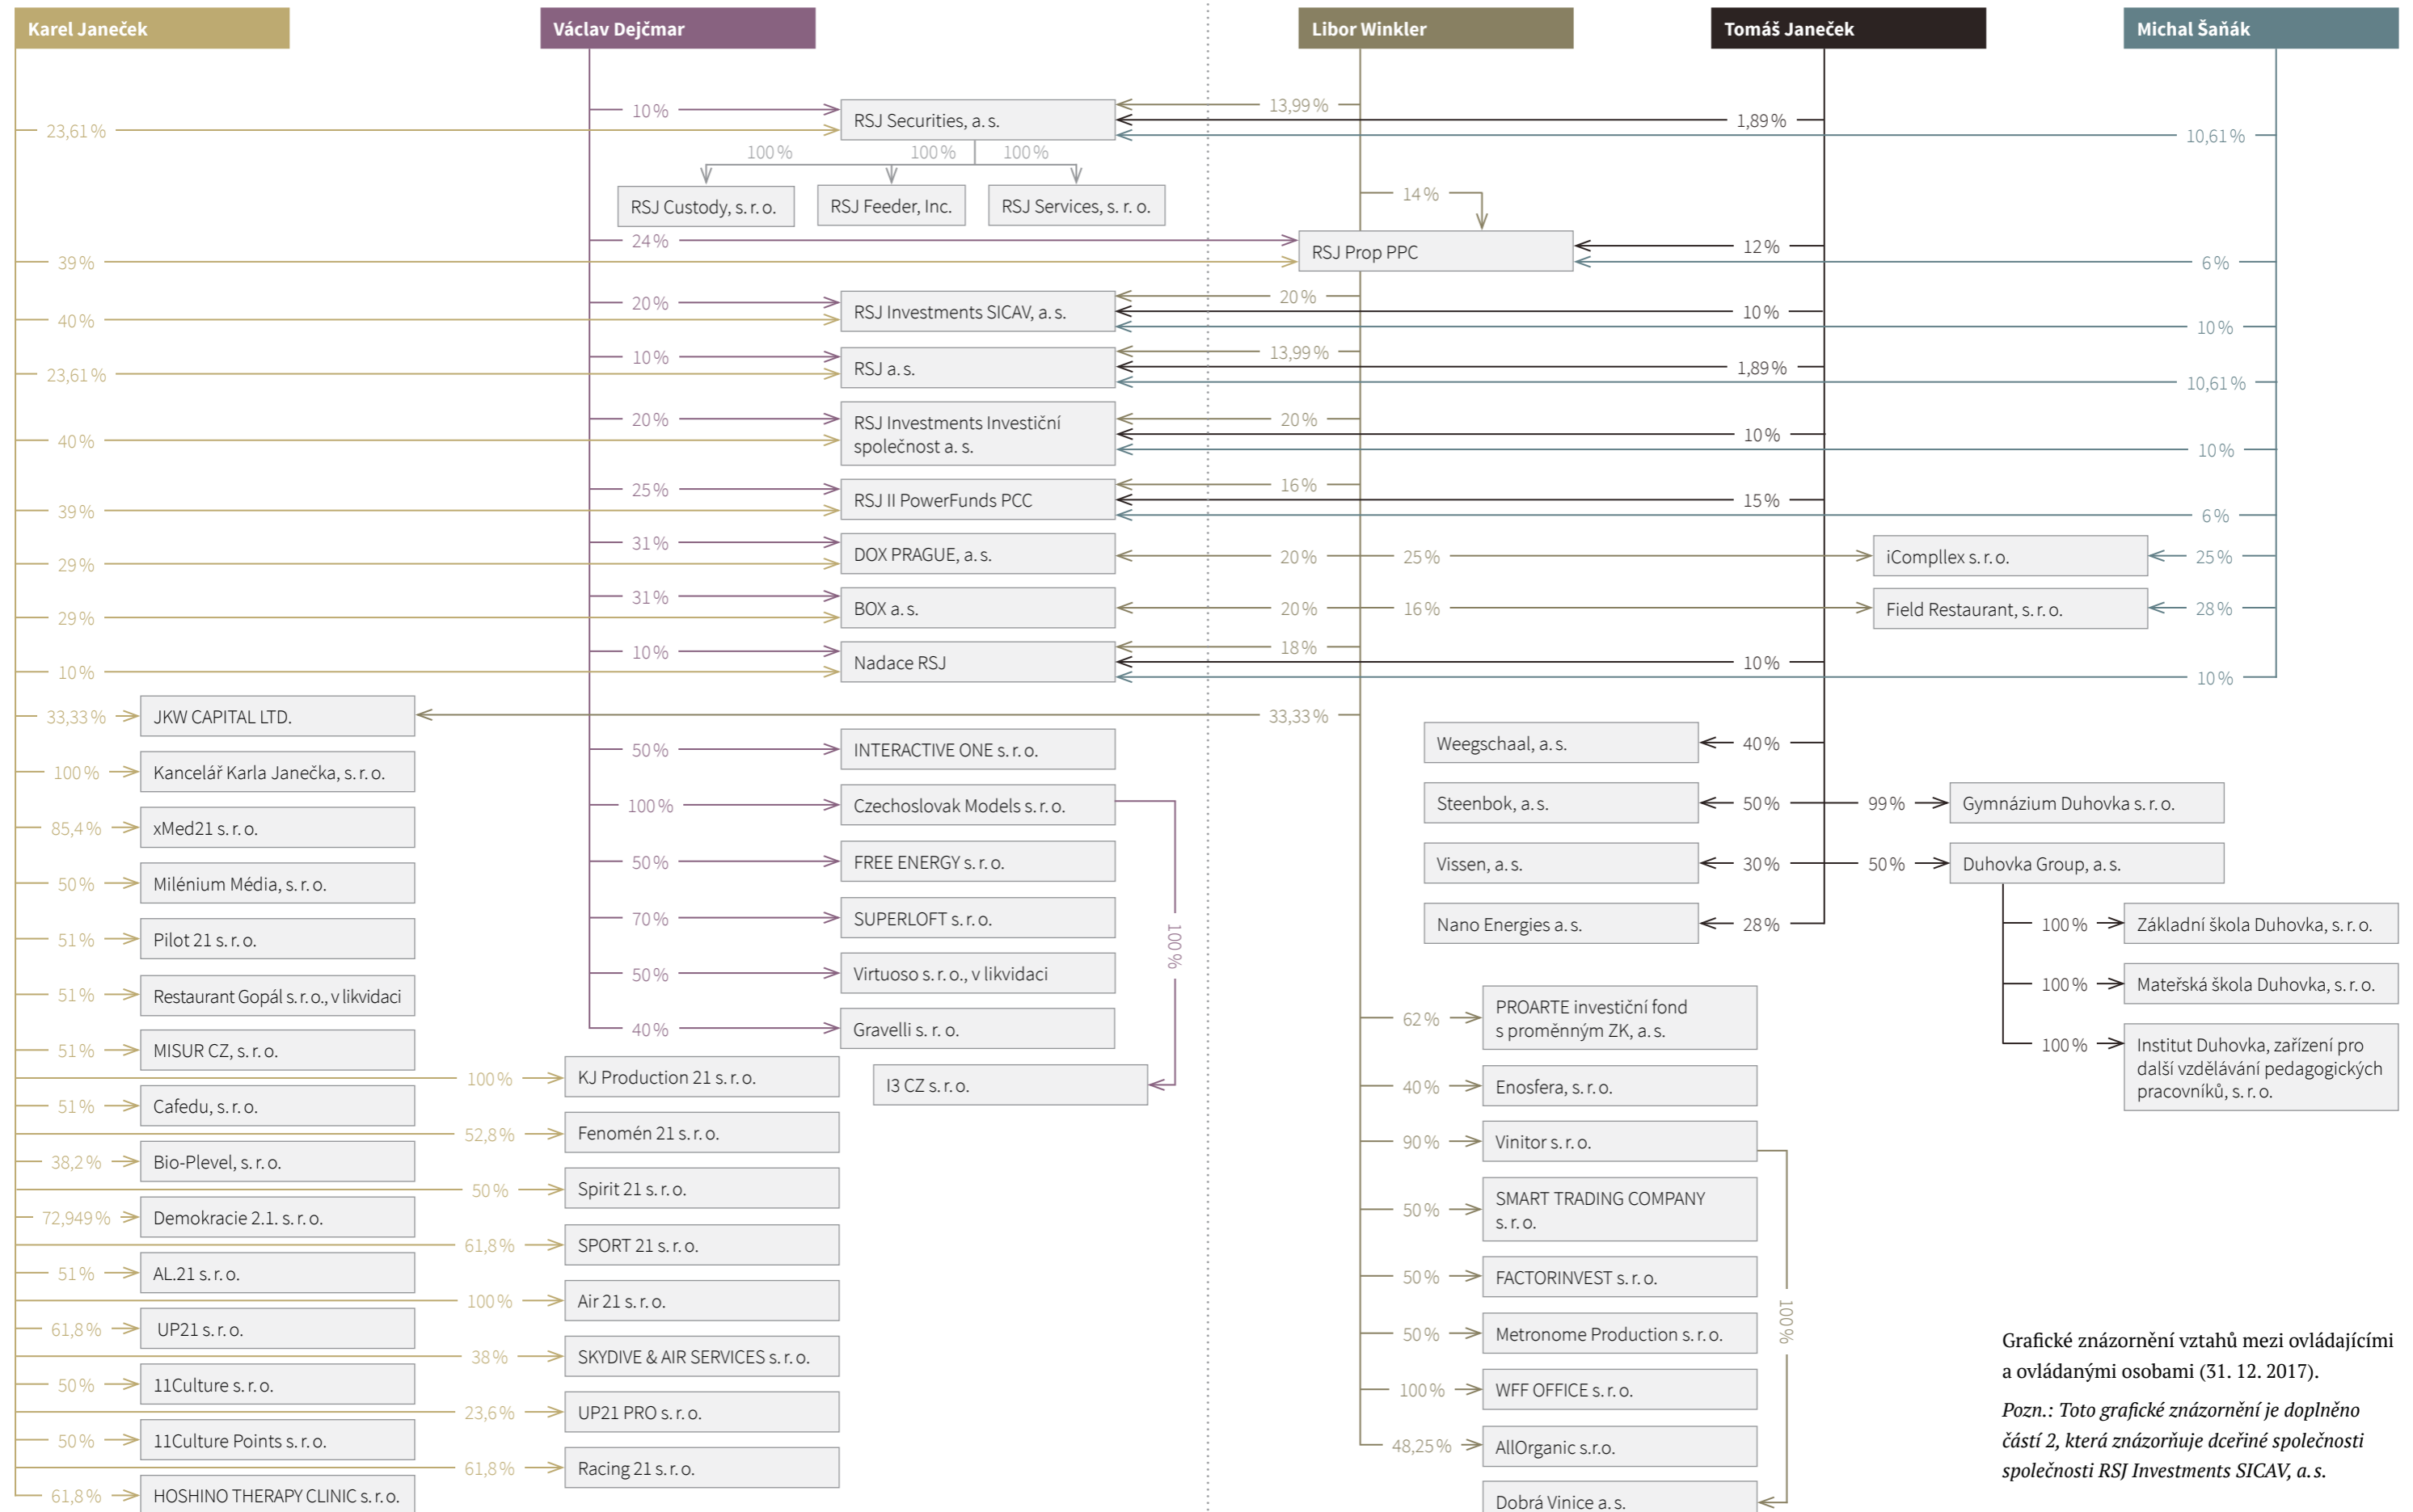 Karel Janeček
Václav Dejčmar
Libor Winkler
Tomáš Janeček
Michal Šaňák
10 %
23,61 %
RSJ Securities, a. s.
13,99 %
1,89 %
10,61 %
100 %
100 %
100 %
RSJ Custody, s. r. o.
RSJ Feeder, Inc.
RSJ Services, s. r. o.
14 %
24 %
39 %
RSJ Prop PPC
12 %
6 %
20 %
40 %
RSJ Investments SICAV, a. s.
20 %
10 %
10 %
10 %
23,61 %
RSJ a. s.
13,99 %
1,89 %
10,61 %
20 %
40 %
RSJ Investments Investiční
společnost a. s.
20 %
10 %
10 %
25 %
39 %
RSJ II PowerFunds PCC
16 %
15 %
6 %
31 %
29 %
DOX PRAGUE, a. s.
20 %
25 %
iCompllex s. r. o.
25 %
31 %
29 %
BOX a. s.
20 %
16 %
Field Restaurant, s. r. o.
28 %
10 %
10 %
Nadace RSJ
18 %
10 %
10 %
33,33 %
JKW CAPITAL LTD.
33,33 %
100 %
Kancelář Karla Janečka, s. r. o.
85,4 %
xMed21 s. r. o.
50 %
Milénium Média, s. r. o.
51 %
Pilot 21 s. r. o.
51 %
Restaurant Gopál s. r. o., v likvidaci
51 %
MISUR CZ, s. r. o.
100 %
KJ Production 21 s. r. o.
51 %
Cafedu, s. r. o.
52,8 %
Fenomén 21 s. r. o.
38,2 %
Bio-Plevel, s. r. o.
50 %
Spirit 21 s. r. o.
72,949 %
Demokracie 2.1. s. r. o.
61,8 %
SPORT 21 s. r. o.
51 %
AL.21 s. r. o.
100 %
Air 21 s. r. o.
61,8 %
UP21 s. r. o.
38 %
SKYDIVE & AIR SERVICES s. r. o.
50 %
11Culture s. r. o.
23,6 %
UP21 PRO s. r. o.
50 %
11Culture Points s. r. o.
61,8 %
Racing 21 s. r. o.
61,8 %
HOSHINO THERAPY CLINIC s. r. o.
50 %
INTERACTIVE ONE s. r. o.
100 %
Czechoslovak Models s. r. o.
50 %
FREE ENERGY s. r. o.
70 %
SUPERLOFT s. r. o.
50 %
Virtuoso s. r. o., v likvidaci
40 %
Gravelli s. r. o.
100 %
I3 CZ s. r. o.
Weegschaal, a. s.
40 %
Steenbok, a. s.
50 %
99 %
Gymnázium Duhovka s. r. o.
Vissen, a. s.
30 %
50 %
Duhovka Group, a. s.
Nano Energies a. s.
28 %
100 %
Základní škola Duhovka, s. r. o.
100 %
Mateřská škola Duhovka, s. r. o.
100 %
Institut Duhovka, zařízení pro
další vzdělávání pedagogických
pracovníků, s. r. o.
62 %
PROARTE investiční fond
s proměnným ZK, a. s.
40 %
Enosfera, s. r. o.
90 %
Vinitor s. r. o.
50 %
SMART TRADING COMPANY
s. r. o.
50 %
FACTORINVEST s. r. o.
50 %
Metronome Production s. r. o.
100 %
WFF OFFICE s. r. o.
48,25 %
AllOrganic s.r.o.
100 %
Dobrá Vinice a. s.
Grafické znázornění vztahů mezi ovládajícími
a ovládanými osobami (31. 12. 2017).
Pozn.: Toto grafické znázornění je doplněno
částí 2, která znázorňuje dceřiné společnosti
společnosti RSJ Investments SICAV, a. s.